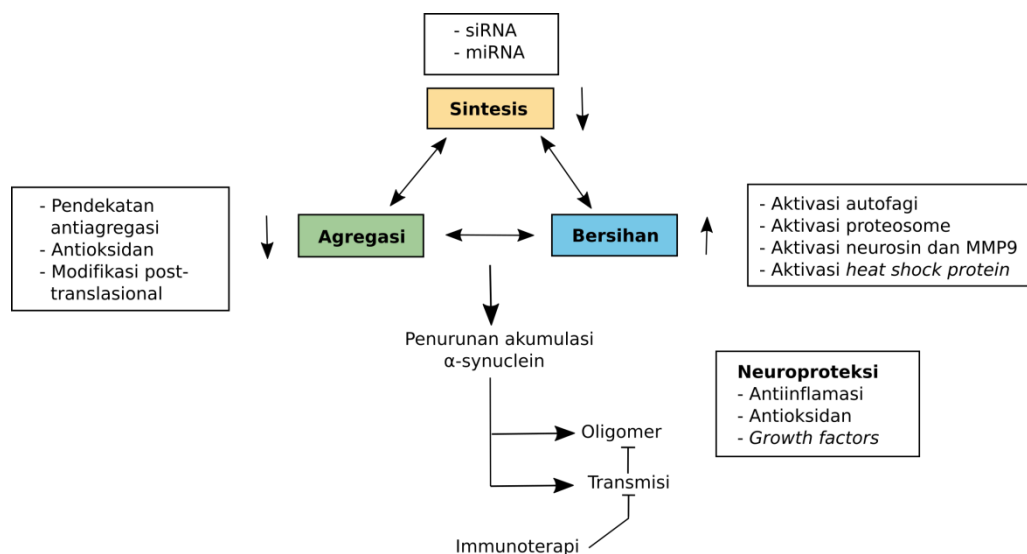 - siRNA
- miRNA
Sintesis
- Pendekatan
antiagregasi
- Antioksidan
- Modifikasi post-
translasional
Agregasi
Bersihan
- Aktivasi autofagi
- Aktivasi proteosome
- Aktivasi neurosin dan MMP9
- Aktivasi heat shock protein
Penurunan akumulasi
α-synuclein
Neuroproteksi
- Antiinflamasi
- Antioksidan
- Growth factors
Oligomer
Transmisi
Immunoterapi